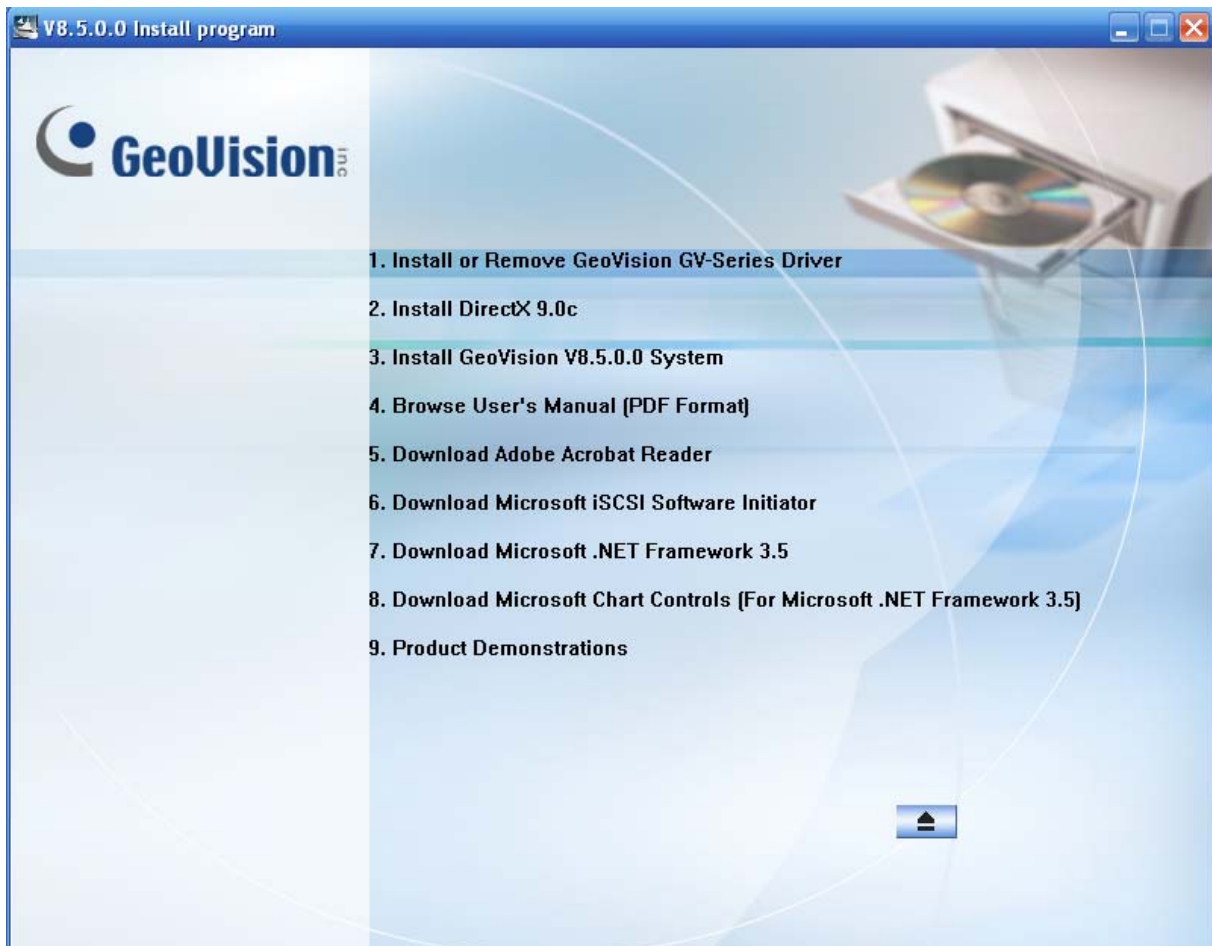 V8.5.0.0 Install program
GeoVision inc
1. Install or Remove GeoVision GV-Series Driver
2. Install DirectX 9.0c
3. Install GeoVision V8.5.0.0 System
4. Browse User's Manual (PDF Format)
5. Download Adobe Acrobat Reader
6. Download Microsoft iSCSI Software Initiator
7. Download Microsoft .NET Framework 3.5
8. Download Microsoft Chart Controls (For Microsoft .NET Framework 3.5)
9. Product Demonstrations